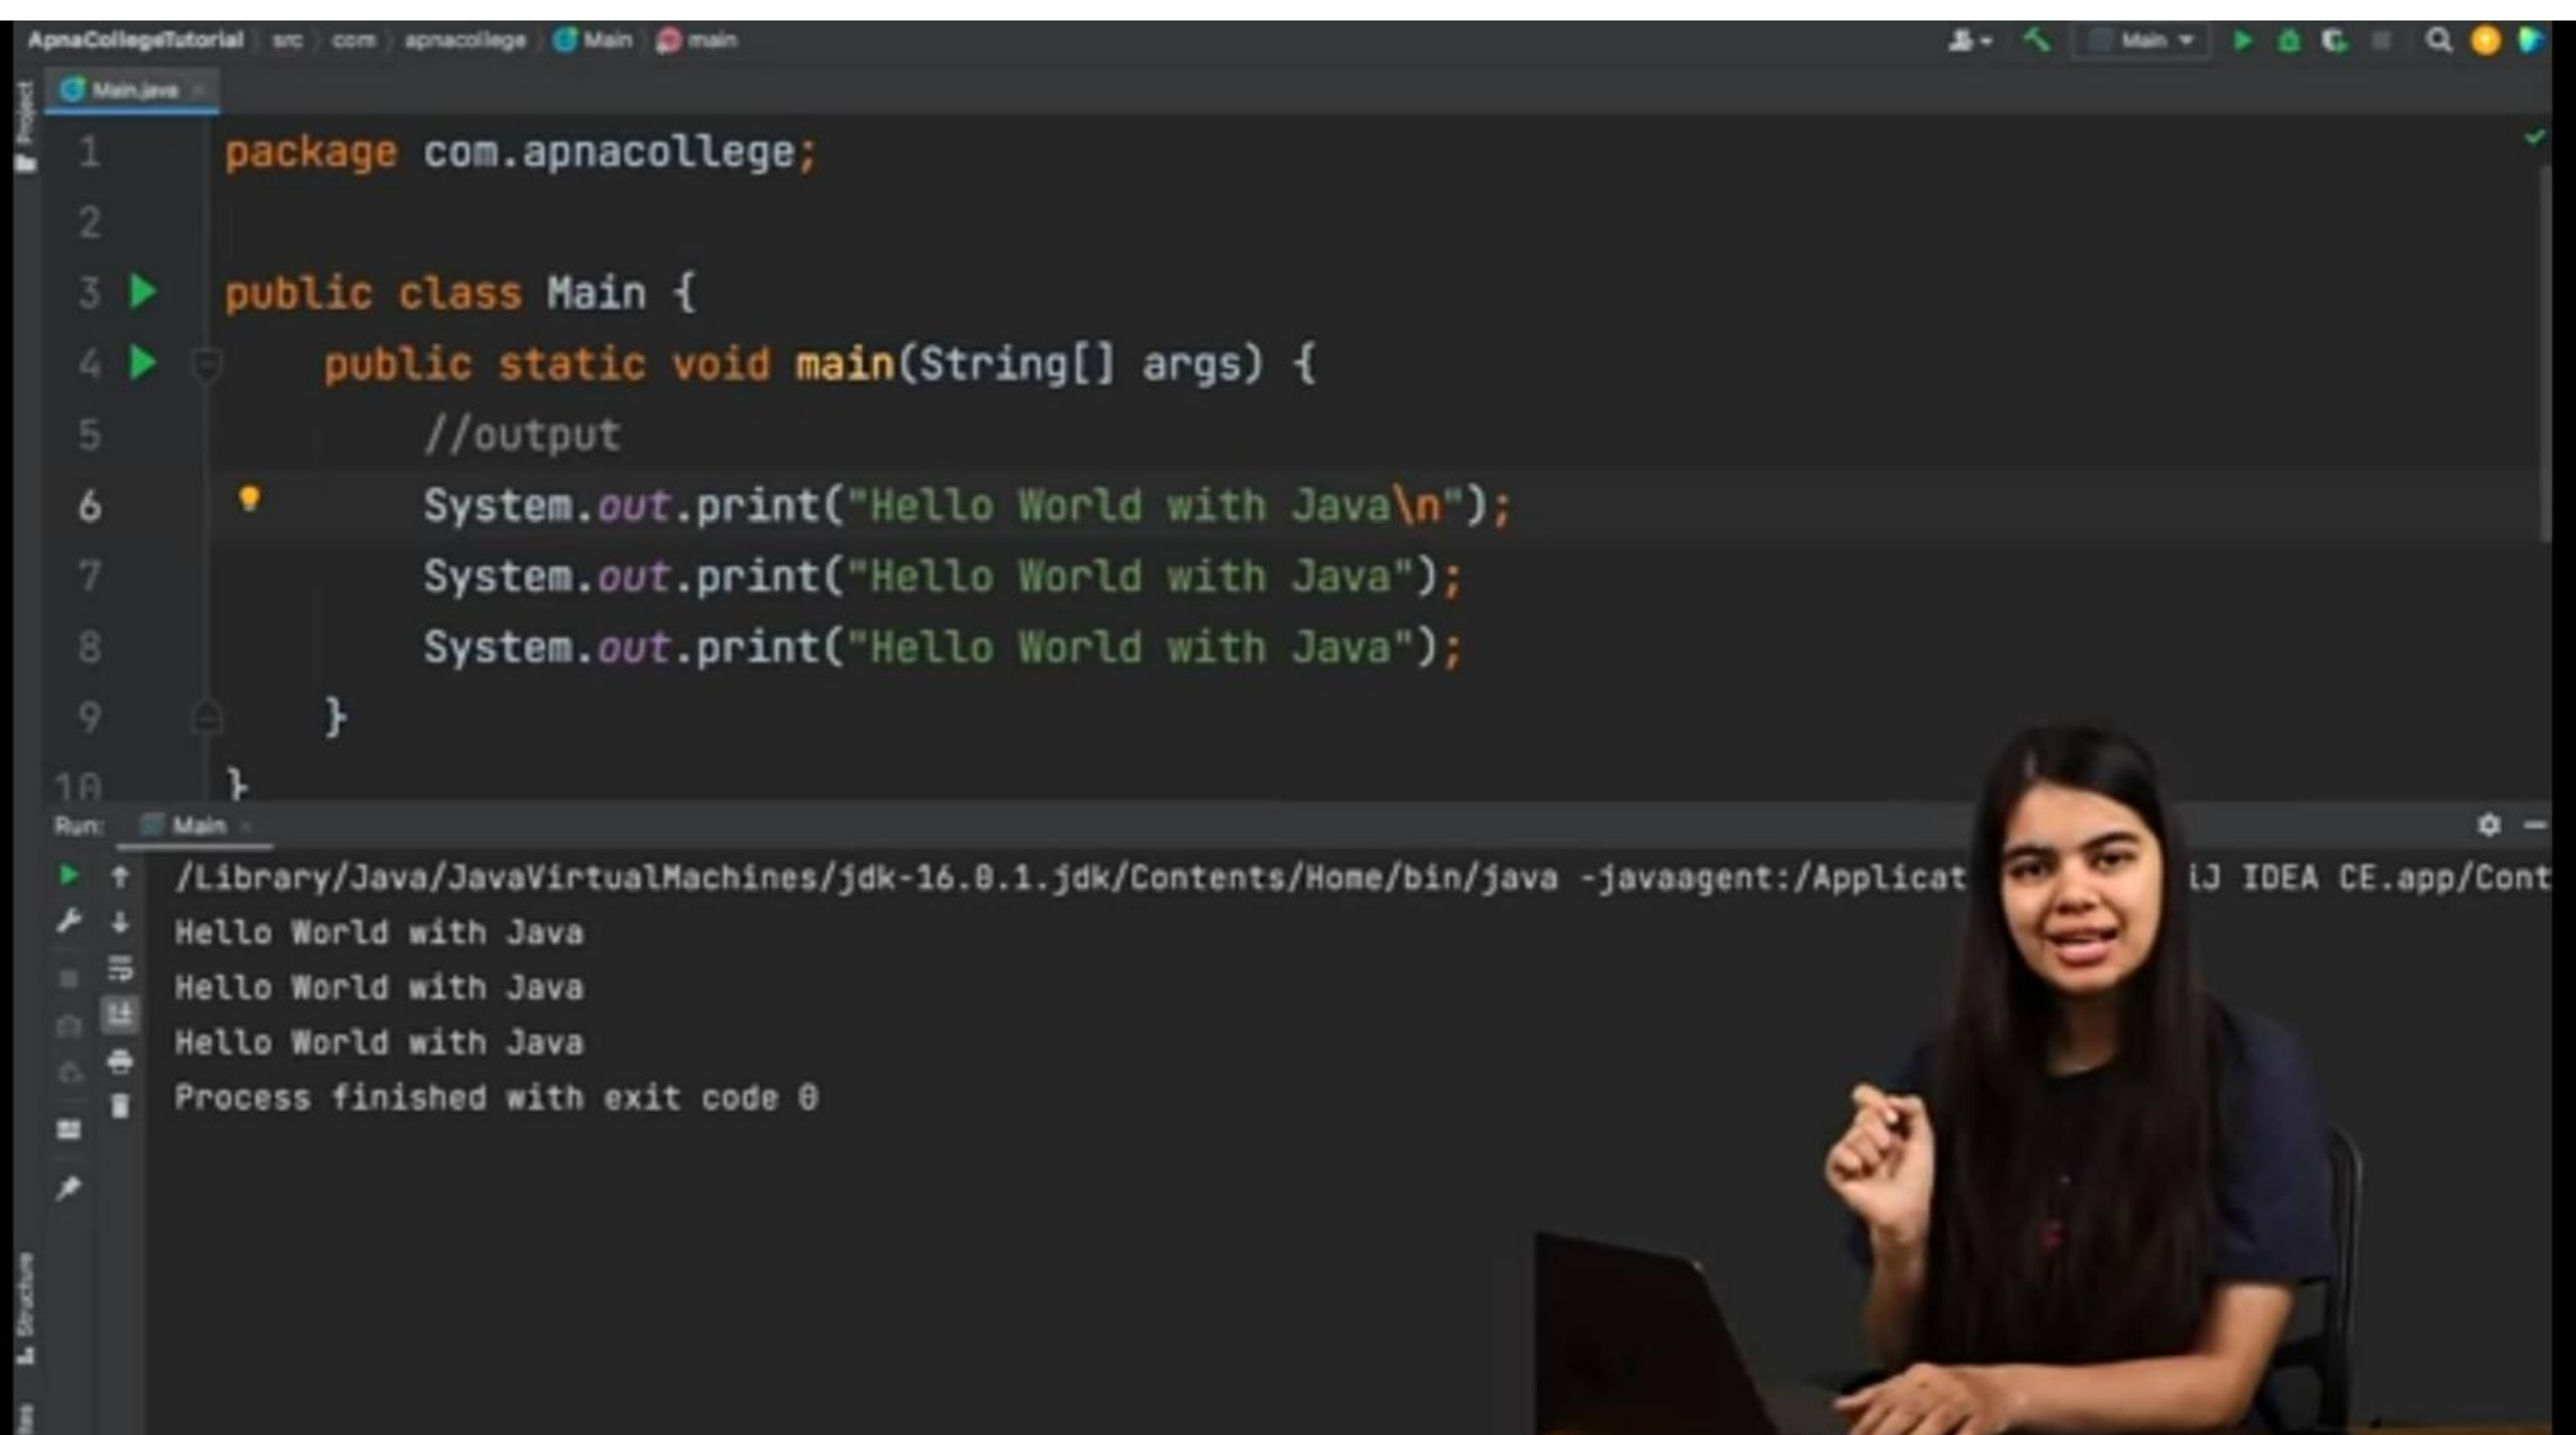 ApnaCollegeTutorial src com apnacollege Main main
Main
Project
Main.java
1 package com.apnacollege;
2
3 public class Main {
4 public static void main(String[] args) {
5 //output
6 System.out.print("Hello World with Java\n");
7 System.out.print("Hello World with Java");
8 System.out.print("Hello World with Java");
9 }
10 }
Run: Main
/Library/Java/JavaVirtualMachines/jdk-16.0.1.jdk/Contents/Home/bin/java -javaagent:/Applicat iJ IDEA CE.app/Cont
Hello World with Java
Hello World with Java
Hello World with Java
Process finished with exit code 0
Structure